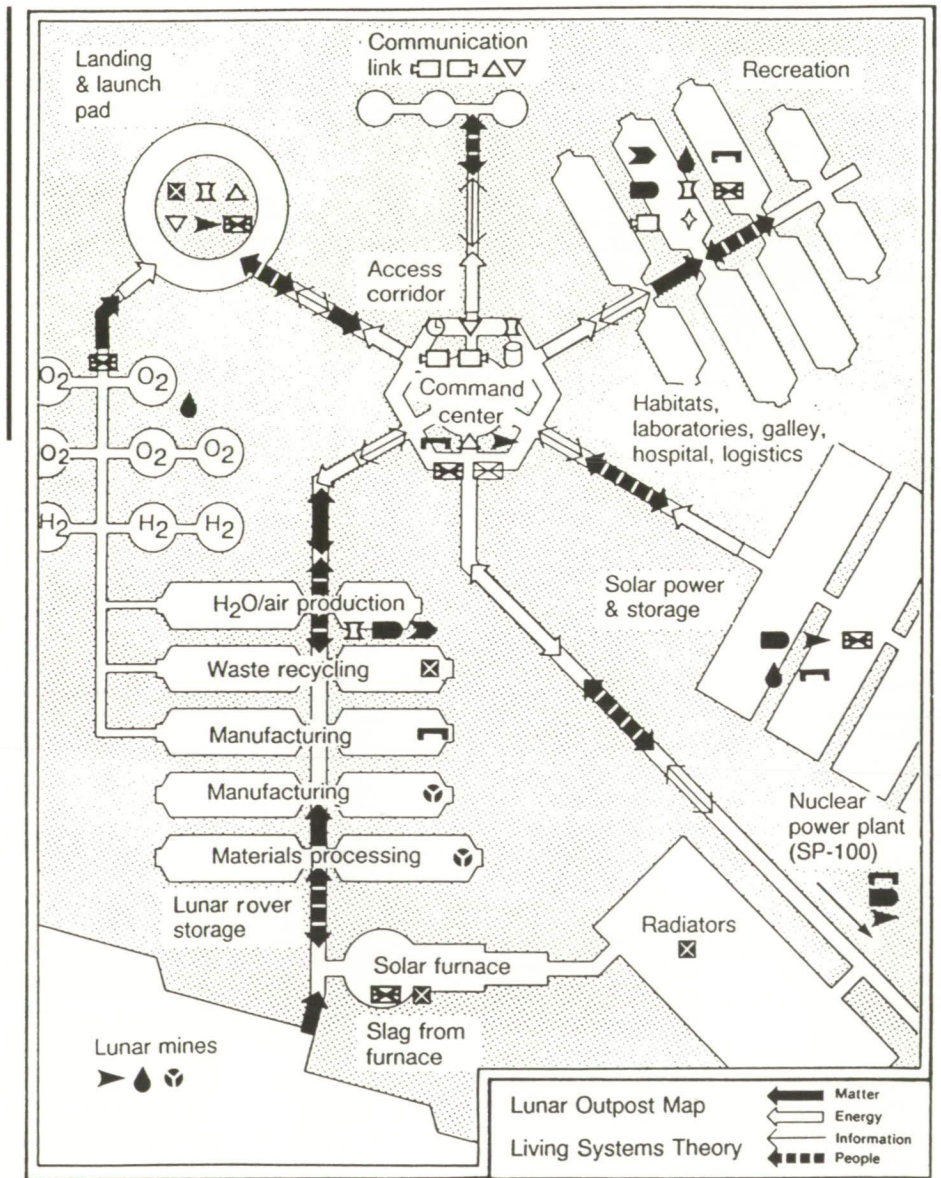 Landing
& launch
pad
Communication
link
Recreation
Access
corridor
Command
center
Habitats,
laboratories, galley,
hospital, logistics
O2
O2
O2
O2
O2
H2
H2
H2
Solar power
& storage
H2O/air production
Waste recycling
Manufacturing
Manufacturing
Materials processing
Nuclear
power plant
(SP-100)
Lunar rover
storage
Radiators
Solar furnace
Slag from
furnace
Lunar mines
Lunar Outpost Map
Living Systems Theory
Matter
Energy
Information
People